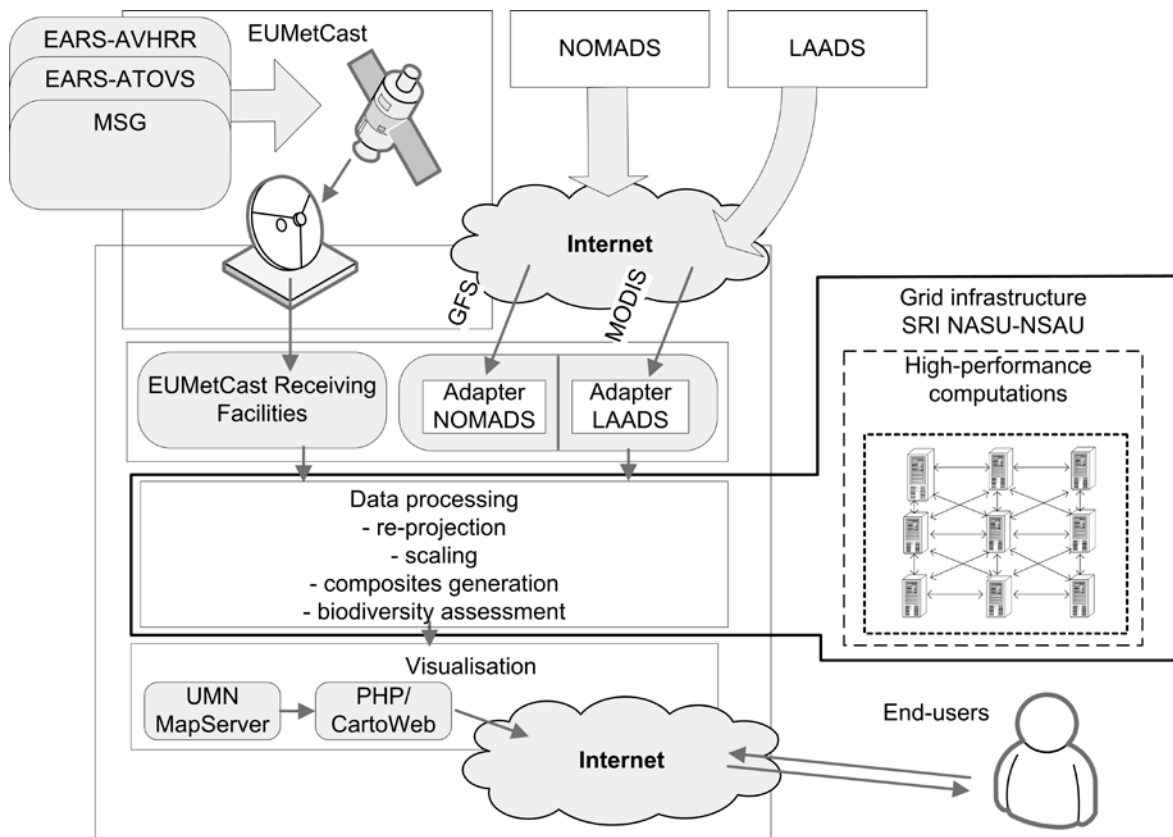 EARS-AVHRR
EARS-ATOVS
MSG
EUMetCast
NOMADS
LAADS
Internet
GFS
MODIS
Grid infrastructure
SRI NASU-NSAU
High-performance
computations
EUMetCast Receiving
Facilities
Adapter
NOMADS
Adapter
LAADS
Data processing
- re-projection
- scaling
- composites generation
- biodiversity assessment
Visualisation
UMN
MapServer
PHP/
CartoWeb
Internet
End-users